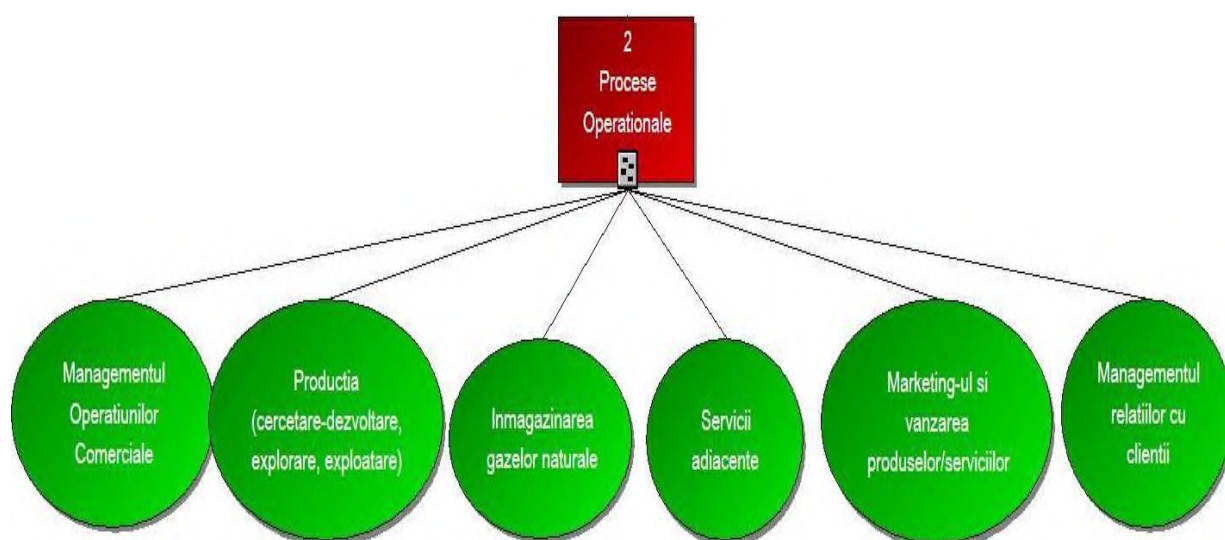 2
Procese
Operationale
Managementul
Operatiunilor
Comerciale
Productia
(cercetare-dezvoltare,
explorare, exploatare)
Inmagazinarea
gazelor naturale
Servicii
adiacente
Marketing-ul si
vanzarea
produselor/serviciilor
Managementul
relatiilor cu
clientii